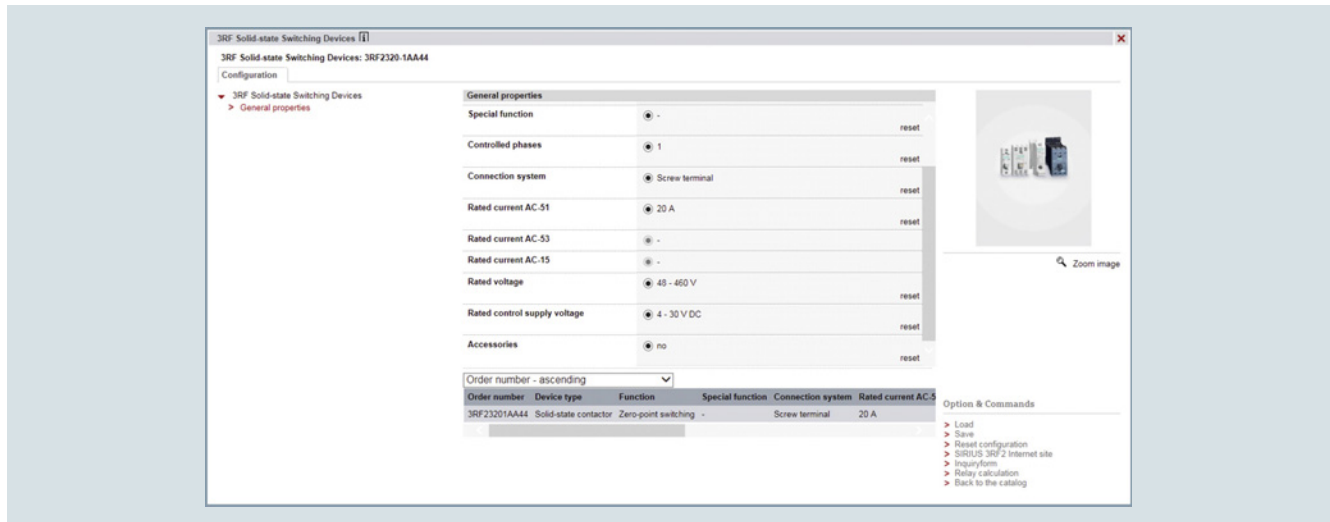 3RF Solid-state Switching Devices i
3RF Solid-state Switching Devices: 3RF2320-1AA44
Configuration
3RF Solid-state Switching Devices
> General properties
General properties
Special function -
reset
Controlled phases 1
reset
Connection system Screw terminal
reset
Rated current AC-51 20 A
reset
Rated current AC-53 -
Rated current AC-15 -
Rated voltage 48 - 460 V
reset
Rated control supply voltage 4 - 30 V DC
reset
Accessories no
reset
Zoom image
Order number - ascending
Order number Device type Function Special function Connection system Rated current AC-5
3RF23201AA44 Solid-state contactor Zero-point switching - Screw terminal 20 A
Option & Commands
> Load
> Save
> Reset configuration
> SIRIUS 3RF2 Internet site
> Inquiryform
> Relay calculation
> Back to the catalog